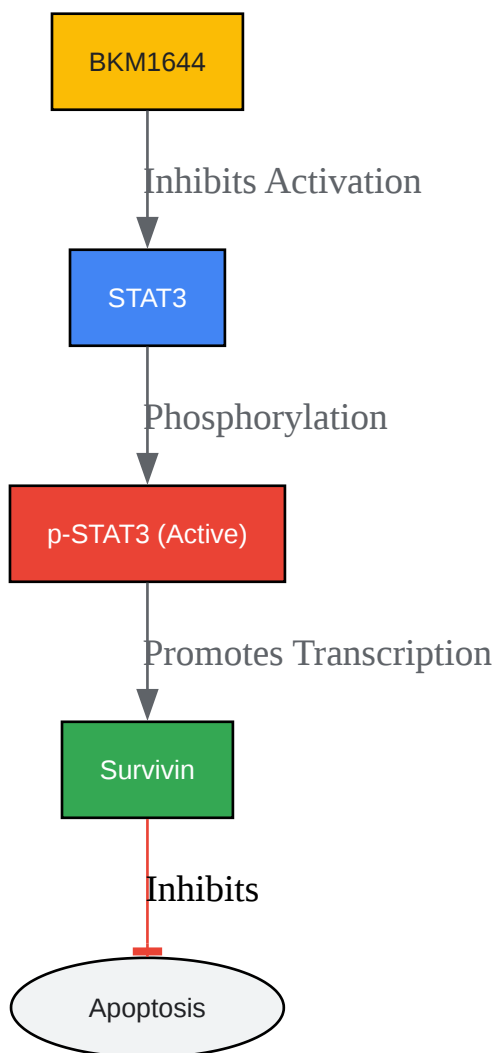 BKM1644
Inhibits Activation
STAT3
Phosphorylation
p-STAT3 (Active)
Promotes Transcription
Survivin
Inhibits
Apoptosis